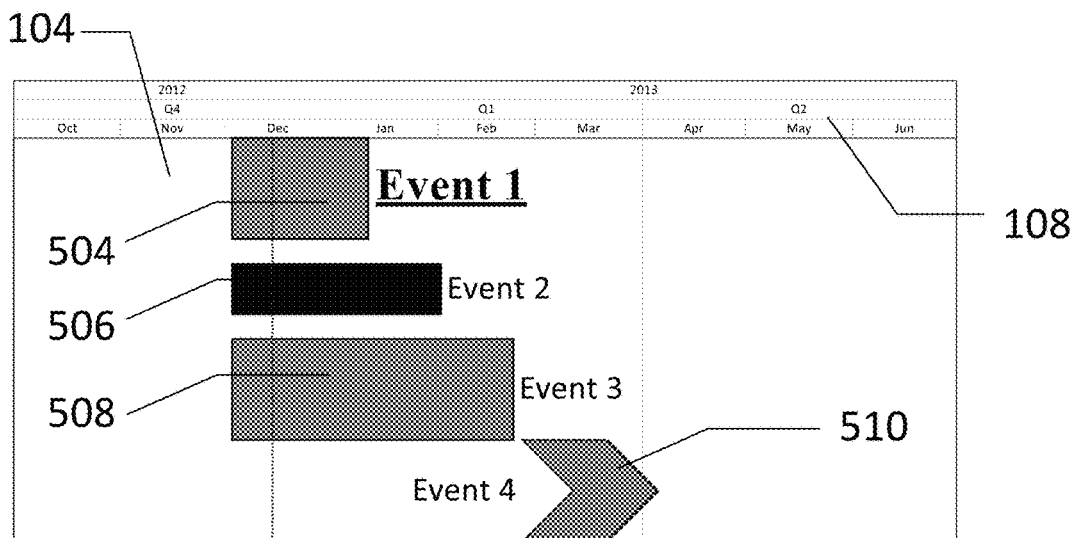 104
2012 2013
Q4 Q1 Q2
Oct Nov Dec Jan Feb Mar Apr May Jun
Event 1
108
504
Event 2
506
Event 3
508
510
Event 4